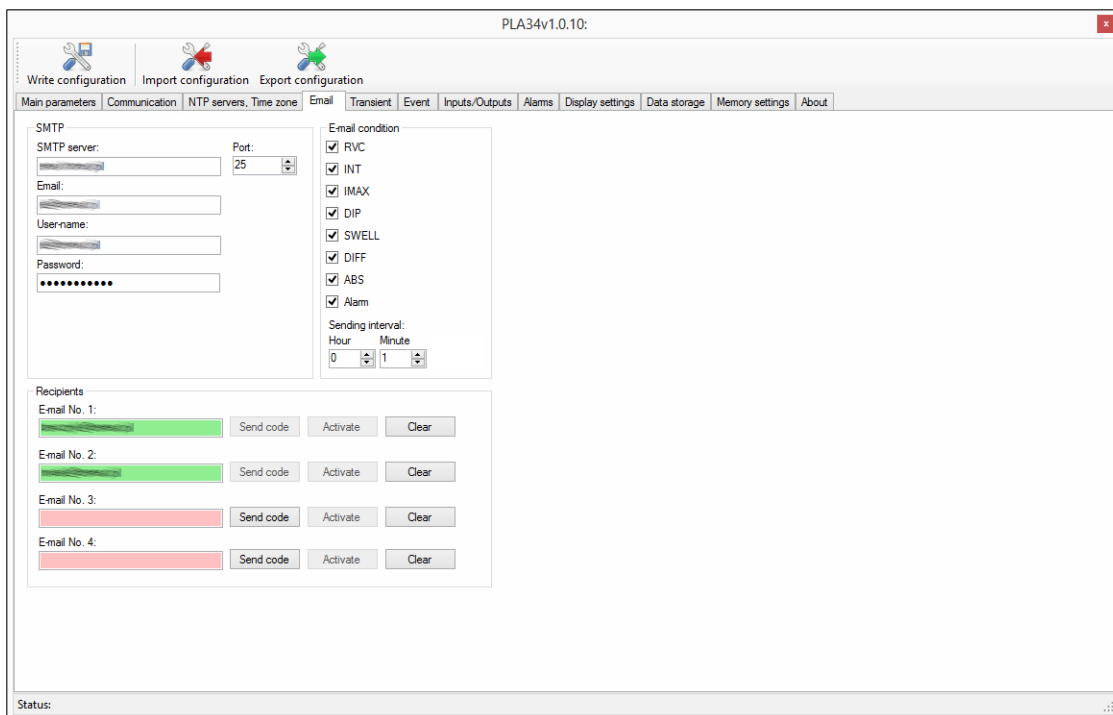 PLA34v1.0.10:
Write configuration Import configuration Export configuration
Main parameters Communication NTP servers, Time zone Email Transient Event Inputs/Outputs Alarms Display settings Data storage Memory settings About
SMTP
SMTP server: Port:
25
Email:
User-name:
Password:
•••••••••••
E-mail condition
RVC
INT
IMAX
DIP
SWELL
DIFF
ABS
Alarm
Sending interval:
Hour Minute
0 1
Recipients
E-mail No. 1:
Send code Activate Clear
E-mail No. 2:
Send code Activate Clear
E-mail No. 3:
Send code Activate Clear
E-mail No. 4:
Send code Activate Clear
Status: